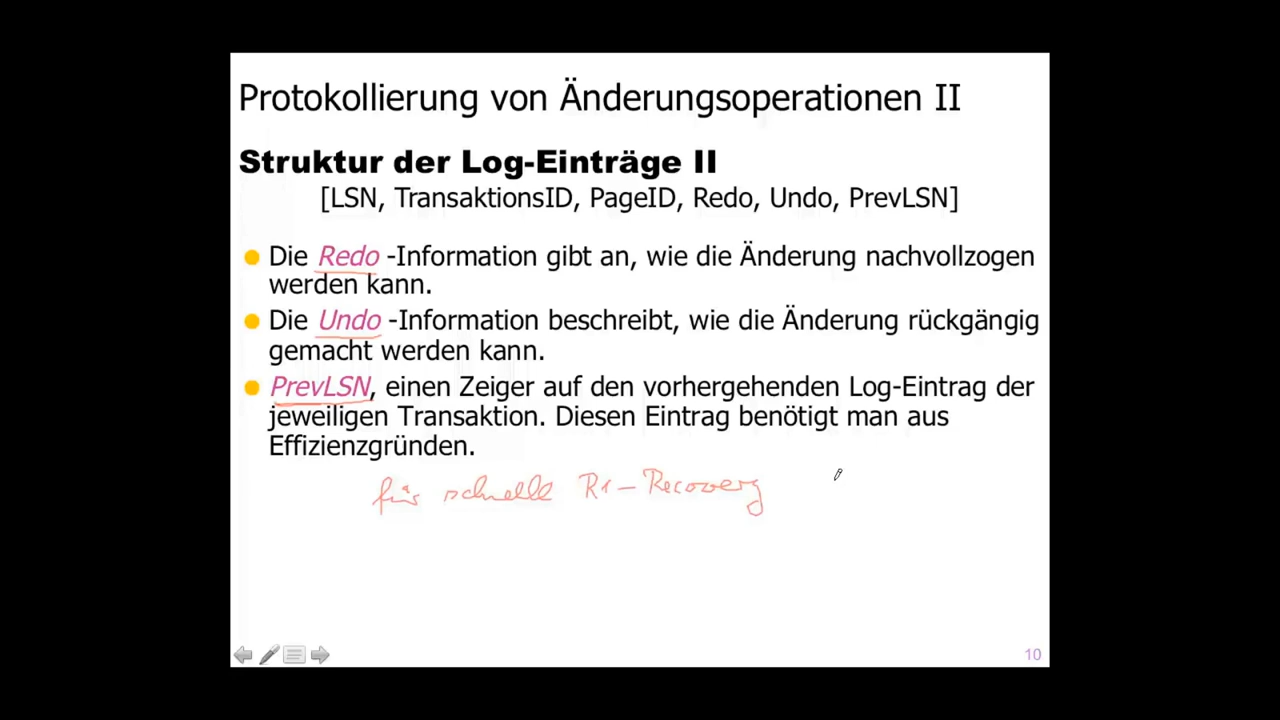 Protokollierung von Änderungsoperationen II
Struktur der Log-Einträge II
[LSN, TransaktionsID, PageID, Redo, Undo, PrevLSN]
Die Redo -Information gibt an, wie die Änderung nachvollzogen
werden kann.
Die Undo -Information beschreibt, wie die Änderung rückgängig
gemacht werden kann.
PrevLSN, einen Zeiger auf den vorhergehenden Log-Eintrag der
jeweiligen Transaktion. Diesen Eintrag benötigt man aus
Effizienzgründen.
für schnelle R1-Recovery
10